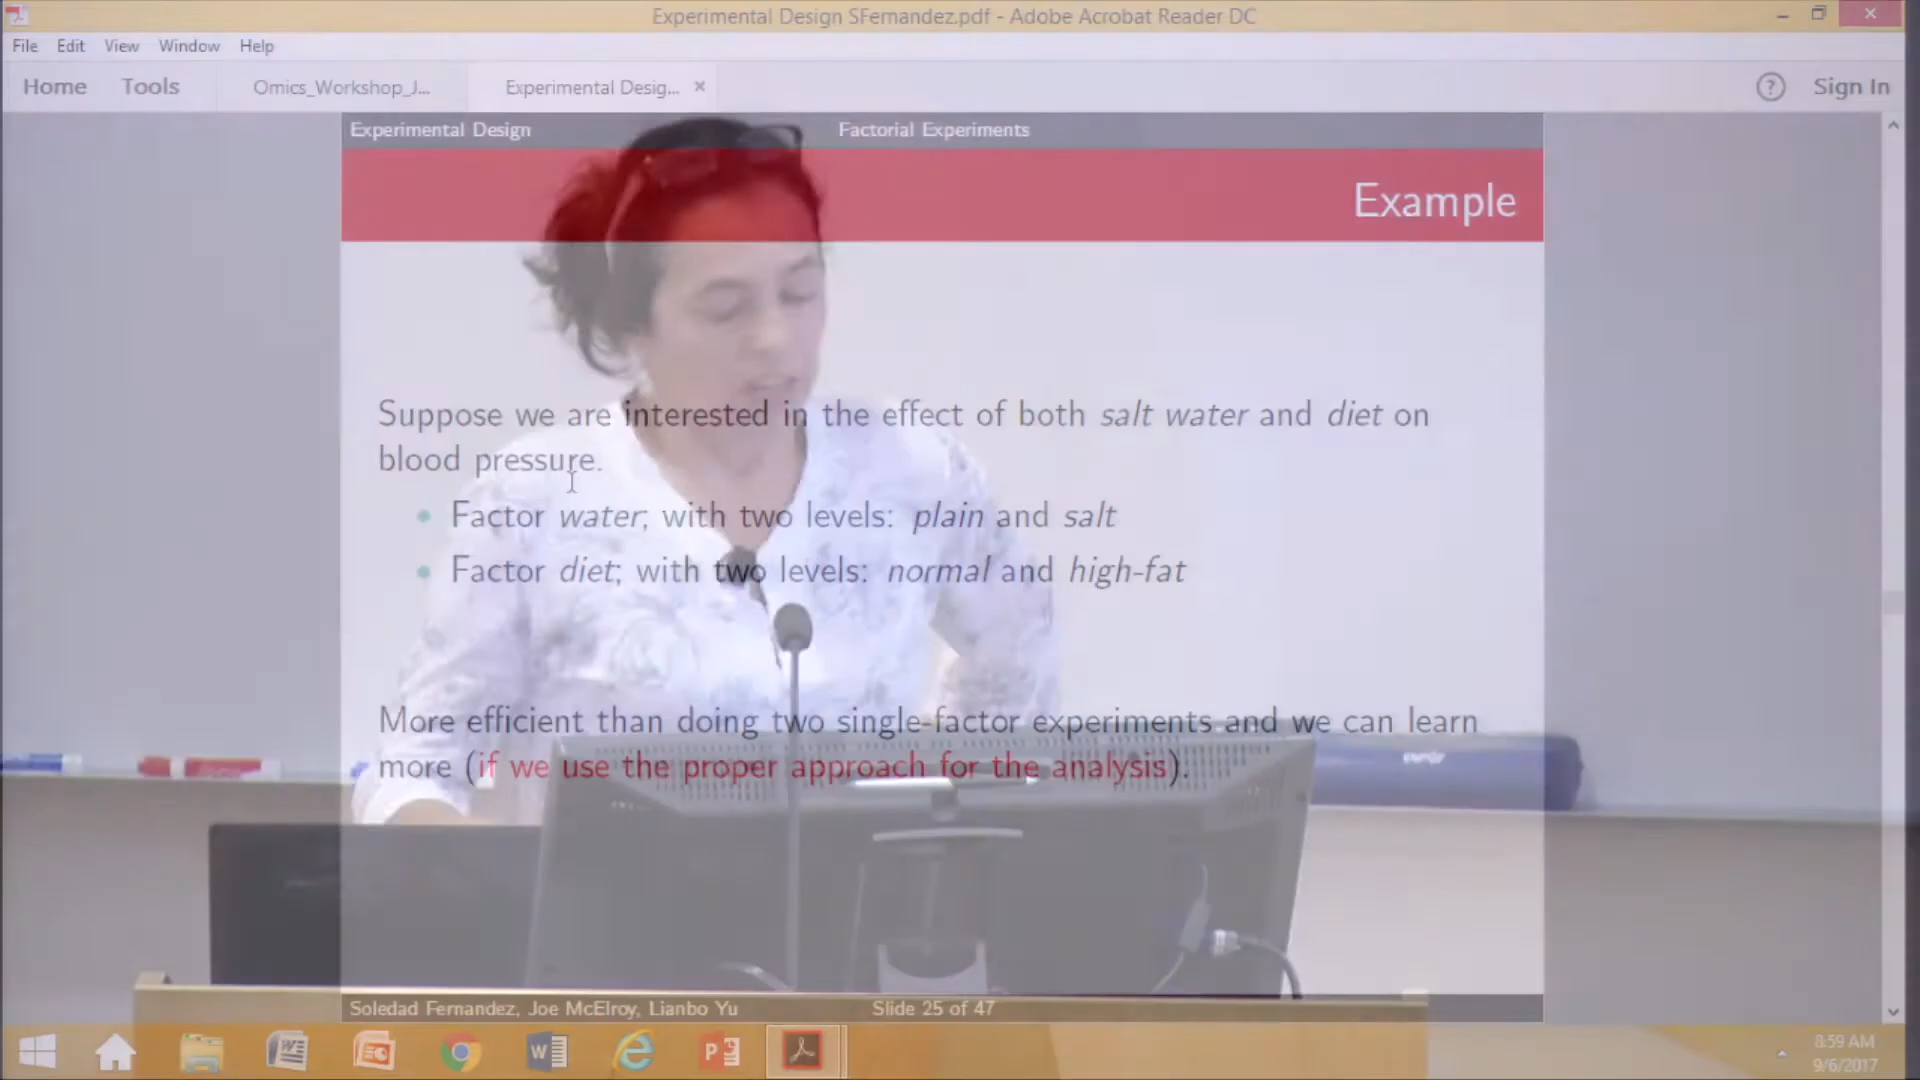 Experimental Design SFernandez.pdf - Adobe Acrobat Reader DC
File Edit View Window Help
Home Tools Omics_Workshop_J... Experimental Desig... × ? Sign In
Experimental Design Factorial Experiments
Example
Suppose we are interested in the effect of both salt water and diet on
blood pressure.
• Factor water; with two levels: plain and salt
• Factor diet; with two levels: normal and high-fat
More efficient than doing two single-factor experiments and we can learn
more (if we use the proper approach for the analysis).
Soledad Fernandez, Joe McElroy, Lianbo Yu Slide 25 of 47
8:59 AM
9/6/2017